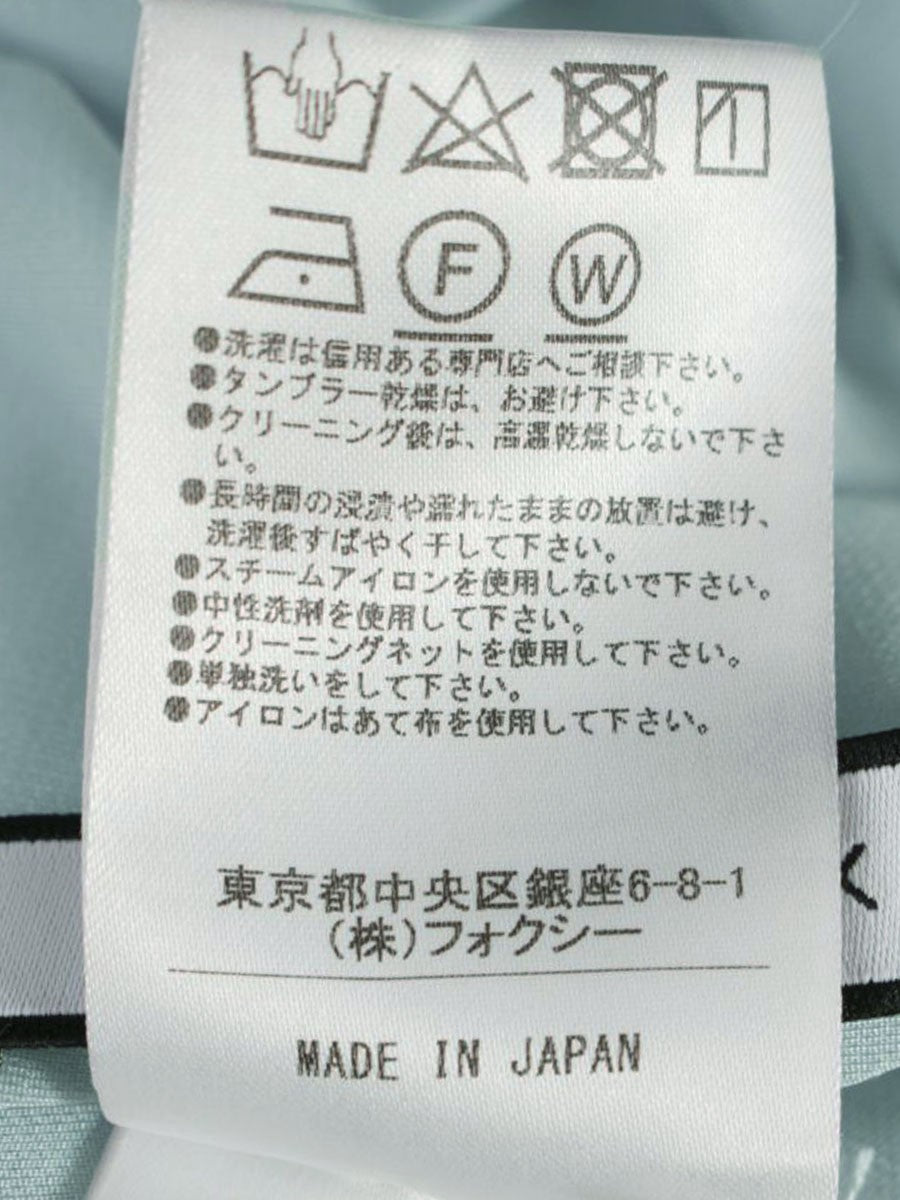 F W
●洗濯は信用ある専門店へご相談下さい。
●タンブラー乾燥は、お避け下さい。
●クリーニング後は、高温乾燥しないで下さ
い。
●長時間の浸漬や濡れたままの放置は避け、
洗濯後すばやく干して下さい。
●スチームアイロンを使用しないで下さい。
●中性洗剤を使用して下さい。
●クリーニングネットを使用して下さい。
●単独洗いをして下さい。
●アイロンはあて布を使用して下さい。
東京都中央区銀座6-8-1
(株)フォクシー
MADE IN JAPAN